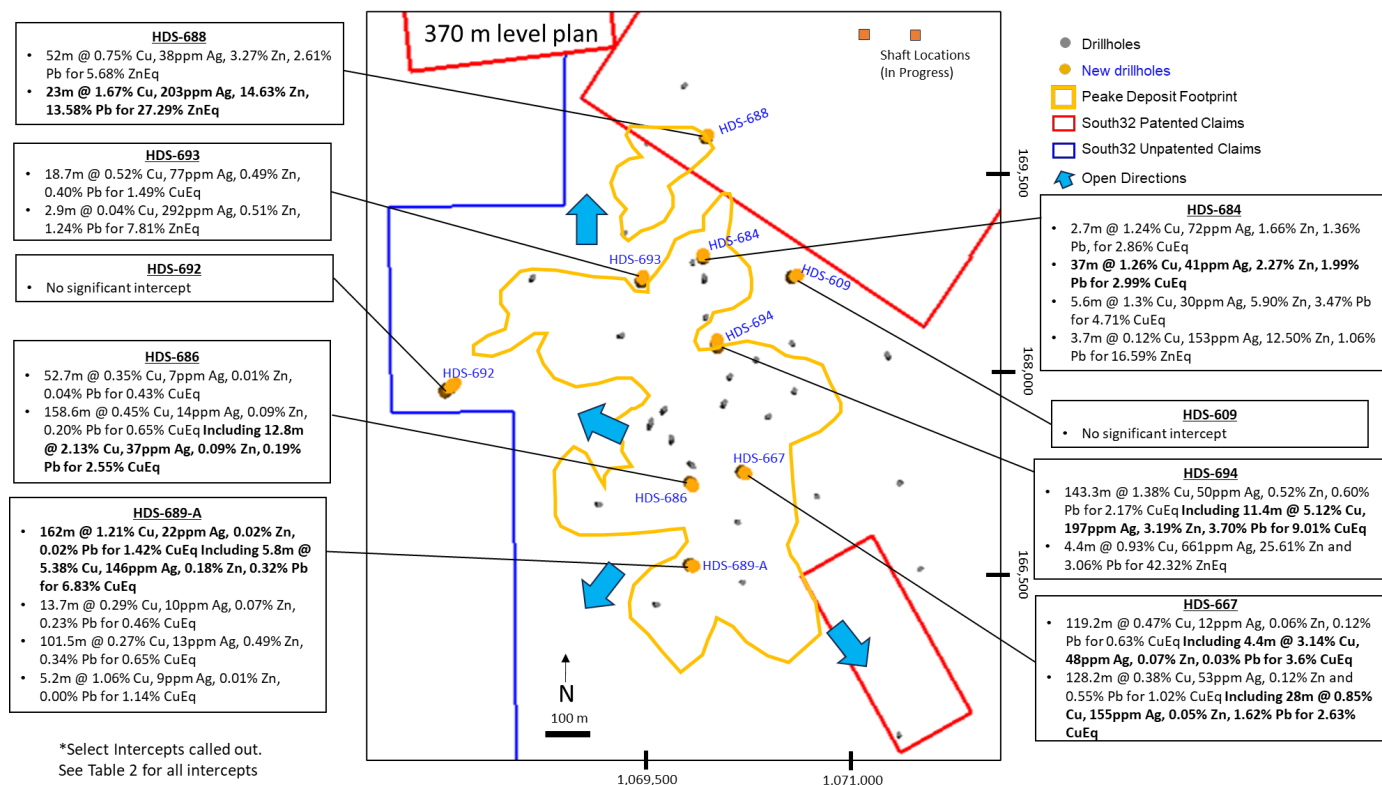 HDS-688
• 52m @ 0.75% Cu, 38ppm Ag, 3.27% Zn, 2.61%
Pb for 5.68% ZnEq
• 23m @ 1.67% Cu, 203ppm Ag, 14.63% Zn,
13.58% Pb for 27.29% ZnEq
HDS-693
• 18.7m @ 0.52% Cu, 77ppm Ag, 0.49% Zn,
0.40% Pb for 1.49% CuEq
• 2.9m @ 0.04% Cu, 292ppm Ag, 0.51% Zn,
1.24% Pb for 7.81% ZnEq
HDS-692
• No significant intercept
HDS-686
• 52.7m @ 0.35% Cu, 7ppm Ag, 0.01% Zn,
0.04% Pb for 0.43% CuEq
• 158.6m @ 0.45% Cu, 14ppm Ag, 0.09% Zn,
0.20% Pb for 0.65% CuEq Including 12.8m
@ 2.13% Cu, 37ppm Ag, 0.09% Zn, 0.19%
Pb for 2.55% CuEq
HDS-689-A
• 162m @ 1.21% Cu, 22ppm Ag, 0.02% Zn,
0.02% Pb for 1.42% CuEq Including 5.8m @
5.38% Cu, 146ppm Ag, 0.18% Zn, 0.32% Pb
for 6.83% CuEq
• 13.7m @ 0.29% Cu, 10ppm Ag, 0.07% Zn,
0.23% Pb for 0.46% CuEq
• 101.5m @ 0.27% Cu, 13ppm Ag, 0.49% Zn,
0.34% Pb for 0.65% CuEq
• 5.2m @ 1.06% Cu, 9ppm Ag, 0.01% Zn,
0.00% Pb for 1.14% CuEq
*Select Intercepts called out.
See Table 2 for all intercepts
370 m level plan
Shaft Locations
(In Progress)
HDS-688
HDS-684
HDS-693
HDS-609
HDS-694
HDS-692
HDS-667
HDS-686
HDS-689-A
N
100 m
1,069,500
1,071,000
169,500
168,000
166,500
Drillholes
New drillholes
Peake Deposit Footprint
South32 Patented Claims
South32 Unpatented Claims
Open Directions
HDS-684
• 2.7m @ 1.24% Cu, 72ppm Ag, 1.66% Zn, 1.36%
Pb, for 2.86% CuEq
• 37m @ 1.26% Cu, 41ppm Ag, 2.27% Zn, 1.99%
Pb for 2.99% CuEq
• 5.6m @ 1.3% Cu, 30ppm Ag, 5.90% Zn, 3.47% Pb
for 4.71% CuEq
• 3.7m @ 0.12% Cu, 153ppm Ag, 12.50% Zn, 1.06%
Pb for 16.59% ZnEq
HDS-609
• No significant intercept
HDS-694
• 143.3m @ 1.38% Cu, 50ppm Ag, 0.52% Zn, 0.60%
Pb for 2.17% CuEq Including 11.4m @ 5.12% Cu,
197ppm Ag, 3.19% Zn, 3.70% Pb for 9.01% CuEq
• 4.4m @ 0.93% Cu, 661ppm Ag, 25.61% Zn and
3.06% Pb for 42.32% ZnEq
HDS-667
• 119.2m @ 0.47% Cu, 12ppm Ag, 0.06% Zn, 0.12%
Pb for 0.63% CuEq Including 4.4m @ 3.14% Cu,
48ppm Ag, 0.07% Zn, 0.03% Pb for 3.6% CuEq
• 128.2m @ 0.38% Cu, 53ppm Ag, 0.12% Zn and
0.55% Pb for 1.02% CuEq Including 28m @ 0.85%
Cu, 155ppm Ag, 0.05% Zn, 1.62% Pb for 2.63%
CuEq